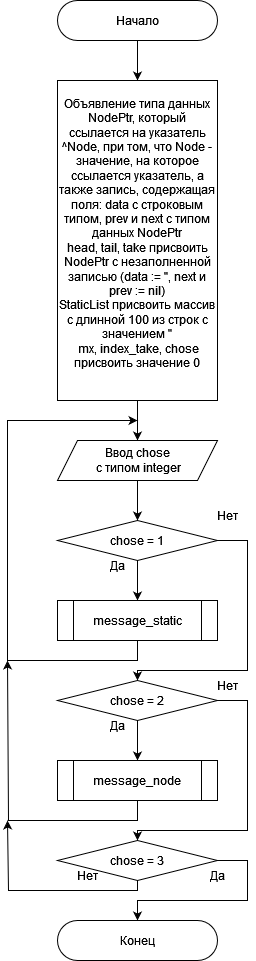 Начало
Объявление типа данных
NodePtr, который
ссылается на указатель
^Node, при том, что Node -
значение, на которое
ссылается указатель, а
также запись, содержащая
поля: data с строковым
типом, prev и next с типом
данных NodePtr
head, tail, take присвоить
NodePtr с незаполненной
записью (data := '', next и
prev := nil)
StaticList присвоить массив
с длинной 100 из строк с
значением ''
mx, index_take, chose
присвоить значение 0
Ввод chose
с типом integer
Нет
chose = 1
Да
message_static
Нет
chose = 2
Да
message_node
chose = 3
Нет
Да
Конец